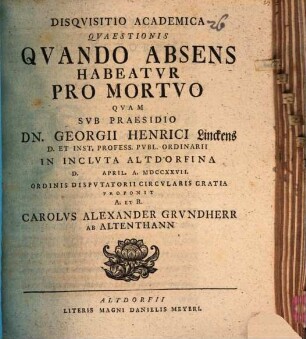 DISQVISITIO ACADEMICA
26
QVAESTIONIS
QVANDO ABSENS
HABEATVR
PRO MORTVO
QVAM
SVB PRAESIDIO
DN. GEORGII HENRICI Linckens
D. ET INST. PROFESS. PVBL. ORDINARII
IN INCLVTA ALTDORFINA
D. APRIL. A. MDCCXXVII.
ORDINIS DISPVTATORII CIRCVLARIS GRATIA
PROPONIT
A. ET R.
CAROLVS ALEXANDER GRVNDHERR
AB ALTENTHANN
ALTDORFII
LITERIS MAGNI DANIELIS MEYERI.